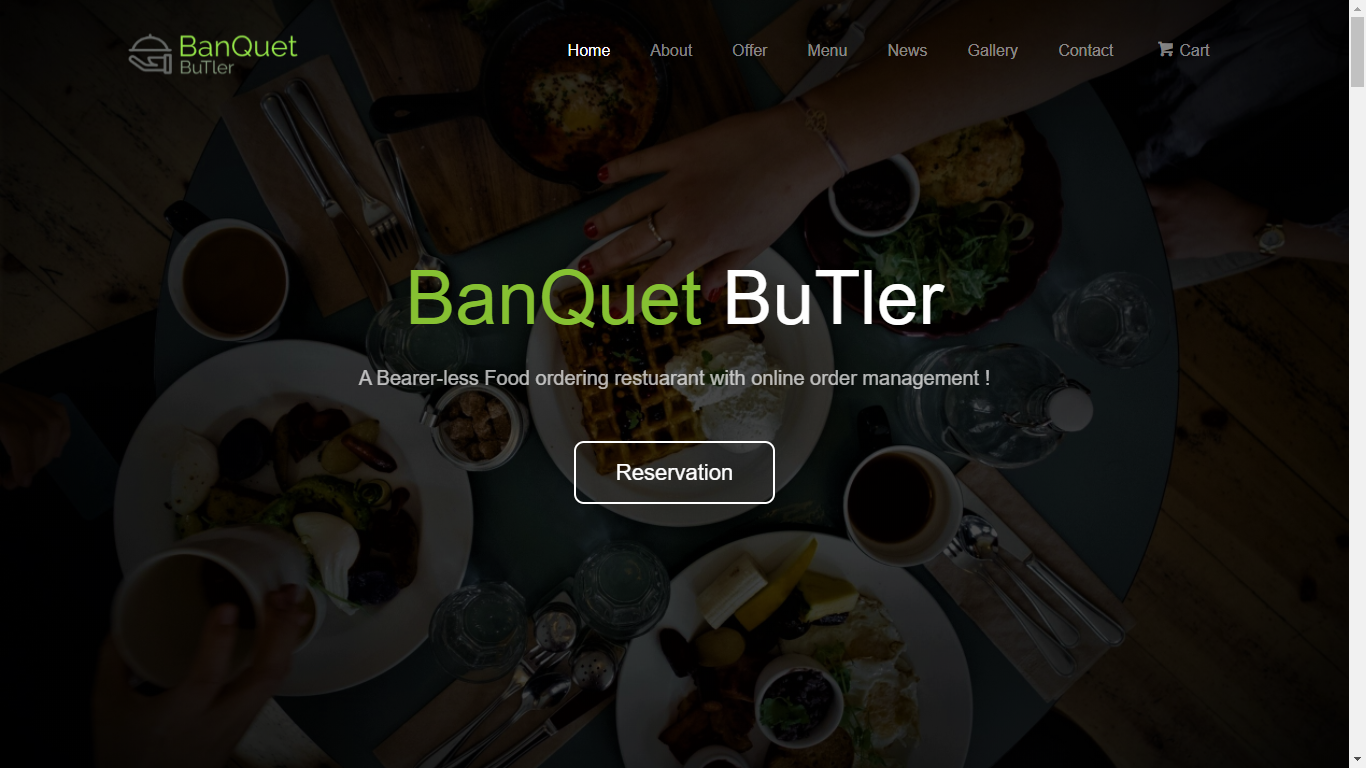 BanQuet
BuTler
Home About Offer Menu News Gallery Contact Cart
BanQuet BuTler
A Bearer-less Food ordering restuarant with online order management !
Reservation